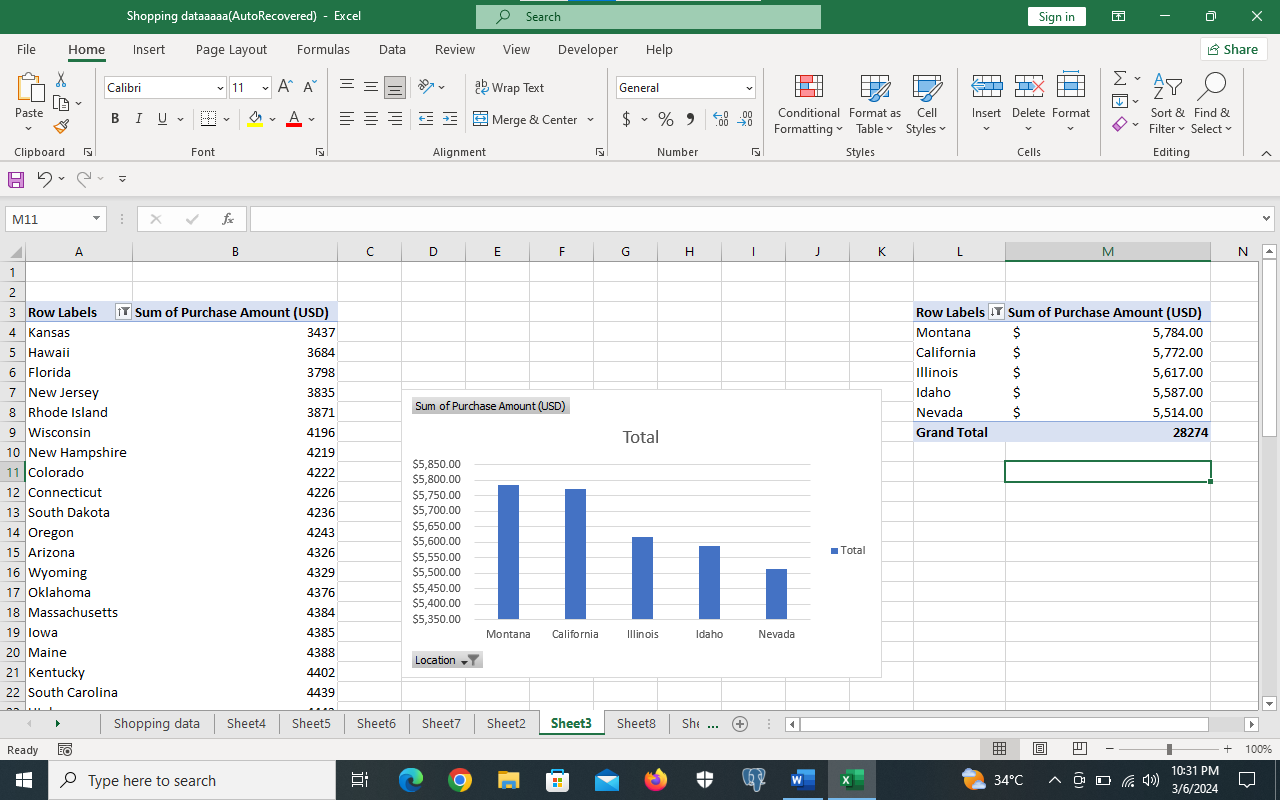 Shopping dataaaaa(AutoRecovered) - Excel
Search
Sign in
File Home Insert Page Layout Formulas Data Review View Developer Help
Share
Paste
Clipboard
Calibri 11
B I U
Font
ab Wrap Text
Merge & Center
Alignment
General
$ % 9
Number
Conditional Formatting
Format as Table
Cell Styles
Styles
Insert Delete Format
Cells
Sort & Filter
Find & Select
Editing
M11
fx
A B C D E F G H I J K L M N
1
2
3 Row Labels Sum of Purchase Amount (USD) Row Labels Sum of Purchase Amount (USD)
4 Kansas 3437 Montana $ 5,784.00
5 Hawaii 3684 California $ 5,772.00
6 Florida 3798 Illinois $ 5,617.00
7 New Jersey 3835 Idaho $ 5,587.00
8 Rhode Island 3871 Nevada $ 5,514.00
9 Wisconsin 4196 Grand Total 28274
10 New Hampshire 4219
11 Colorado 4222
12 Connecticut 4226
13 South Dakota 4236
14 Oregon 4243
15 Arizona 4326
16 Wyoming 4329
17 Oklahoma 4376
18 Massachusetts 4384
19 Iowa 4385
20 Maine 4388
21 Kentucky 4402
22 South Carolina 4439
Sum of Purchase Amount (USD)
Total
$5,850.00
$5,800.00
$5,750.00
$5,700.00
$5,650.00
$5,600.00
$5,550.00
$5,500.00
$5,450.00
$5,400.00
$5,350.00
Montana California Illinois Idaho Nevada
Total
Location
Shopping data Sheet4 Sheet5 Sheet6 Sheet7 Sheet2 Sheet3 Sheet8 She ...
Ready
100%
Type here to search
34°C
10:31 PM
3/6/2024